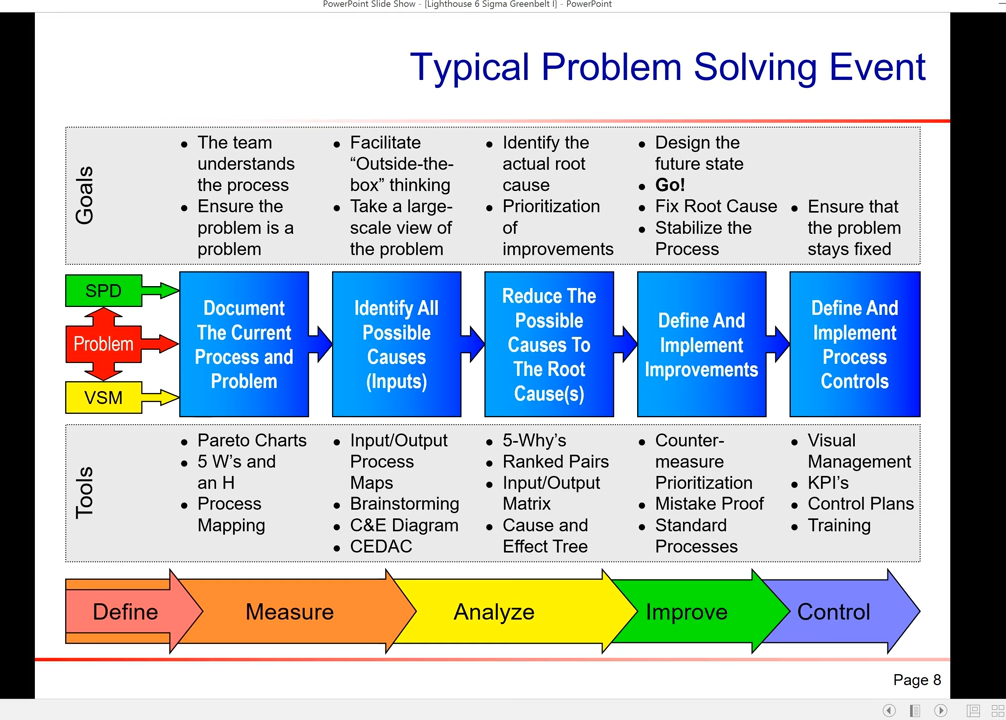 PowerPoint Slide Show - [Lighthouse 6 Sigma Greenbelt I] - PowerPoint
Typical Problem Solving Event
Goals
• The team
understands
the process
• Ensure the
problem is a
problem
• Facilitate
“Outside-the-
box” thinking
• Take a large-
scale view of
the problem
• Identify the
actual root
cause
• Prioritization
of
improvements
• Design the
future state
• Go!
• Fix Root Cause
• Stabilize the
Process
• Ensure that
the problem
stays fixed
SPD
Problem
VSM
Document
The Current
Process and
Problem
Identify All
Possible
Causes
(Inputs)
Reduce The
Possible
Causes To
The Root
Cause(s)
Define And
Implement
Improvements
Define And
Implement
Process
Controls
Tools
• Pareto Charts
• 5 W’s and
an H
• Process
Mapping
• Input/Output
Process
Maps
• Brainstorming
• C&E Diagram
• CEDAC
• 5-Why’s
• Ranked Pairs
• Input/Output
Matrix
• Cause and
Effect Tree
• Counter-
measure
Prioritization
• Mistake Proof
• Standard
Processes
• Visual
Management
• KPI’s
• Control Plans
• Training
Define
Measure
Analyze
Improve
Control
Page 8